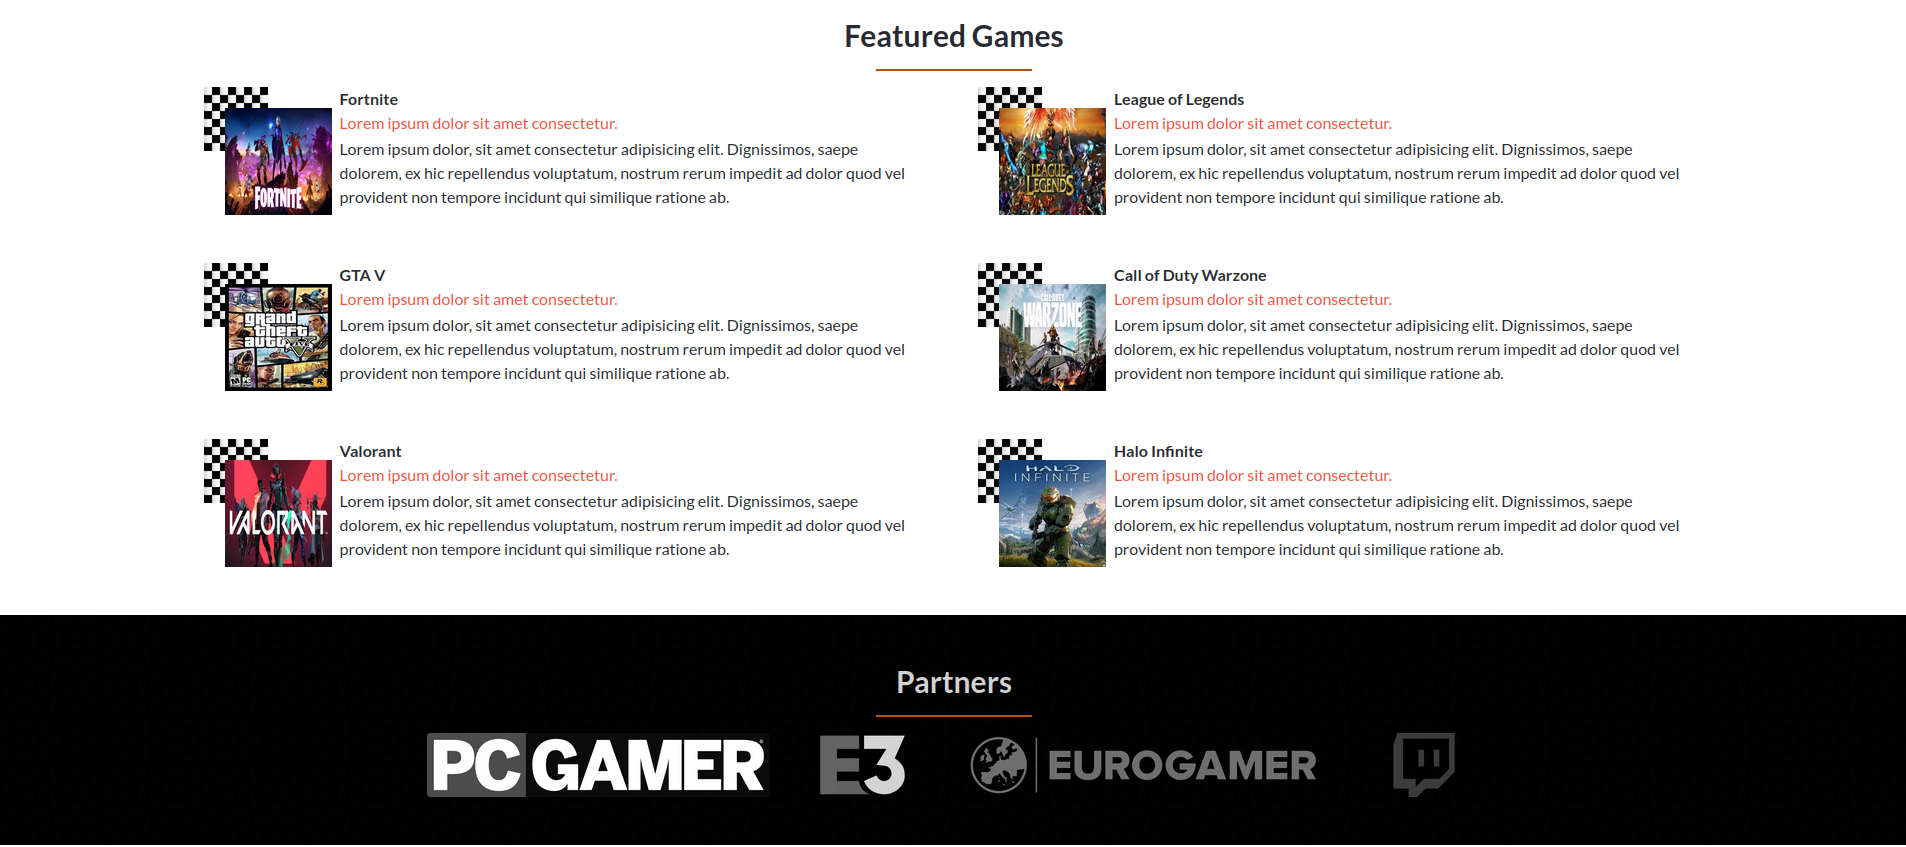 Featured Games
Fortnite
Lorem ipsum dolor sit amet consectetur.
Lorem ipsum dolor, sit amet consectetur adipisicing elit. Dignissimos, saepe
dolorem, ex hic repellendus voluptatum, nostrum rerum impedit ad dolor quod vel
provident non tempore incidunt qui similique ratione ab.
FORTNITE
League of Legends
Lorem ipsum dolor sit amet consectetur.
Lorem ipsum dolor, sit amet consectetur adipisicing elit. Dignissimos, saepe
dolorem, ex hic repellendus voluptatum, nostrum rerum impedit ad dolor quod vel
provident non tempore incidunt qui similique ratione ab.
LEAGUE
LEGENDS
GTA V
Lorem ipsum dolor sit amet consectetur.
Lorem ipsum dolor, sit amet consectetur adipisicing elit. Dignissimos, saepe
dolorem, ex hic repellendus voluptatum, nostrum rerum impedit ad dolor quod vel
provident non tempore incidunt qui similique ratione ab.
grand
theft
auto
V
PC
Call of Duty Warzone
Lorem ipsum dolor sit amet consectetur.
Lorem ipsum dolor, sit amet consectetur adipisicing elit. Dignissimos, saepe
dolorem, ex hic repellendus voluptatum, nostrum rerum impedit ad dolor quod vel
provident non tempore incidunt qui similique ratione ab.
CALL OF DUTY
WARZONE
Valorant
Lorem ipsum dolor sit amet consectetur.
Lorem ipsum dolor, sit amet consectetur adipisicing elit. Dignissimos, saepe
dolorem, ex hic repellendus voluptatum, nostrum rerum impedit ad dolor quod vel
provident non tempore incidunt qui similique ratione ab.
VALORANT
Halo Infinite
Lorem ipsum dolor sit amet consectetur.
Lorem ipsum dolor, sit amet consectetur adipisicing elit. Dignissimos, saepe
dolorem, ex hic repellendus voluptatum, nostrum rerum impedit ad dolor quod vel
provident non tempore incidunt qui similique ratione ab.
HALO
INFINITE
Partners
PC GAMER
E3
EUROGAMER